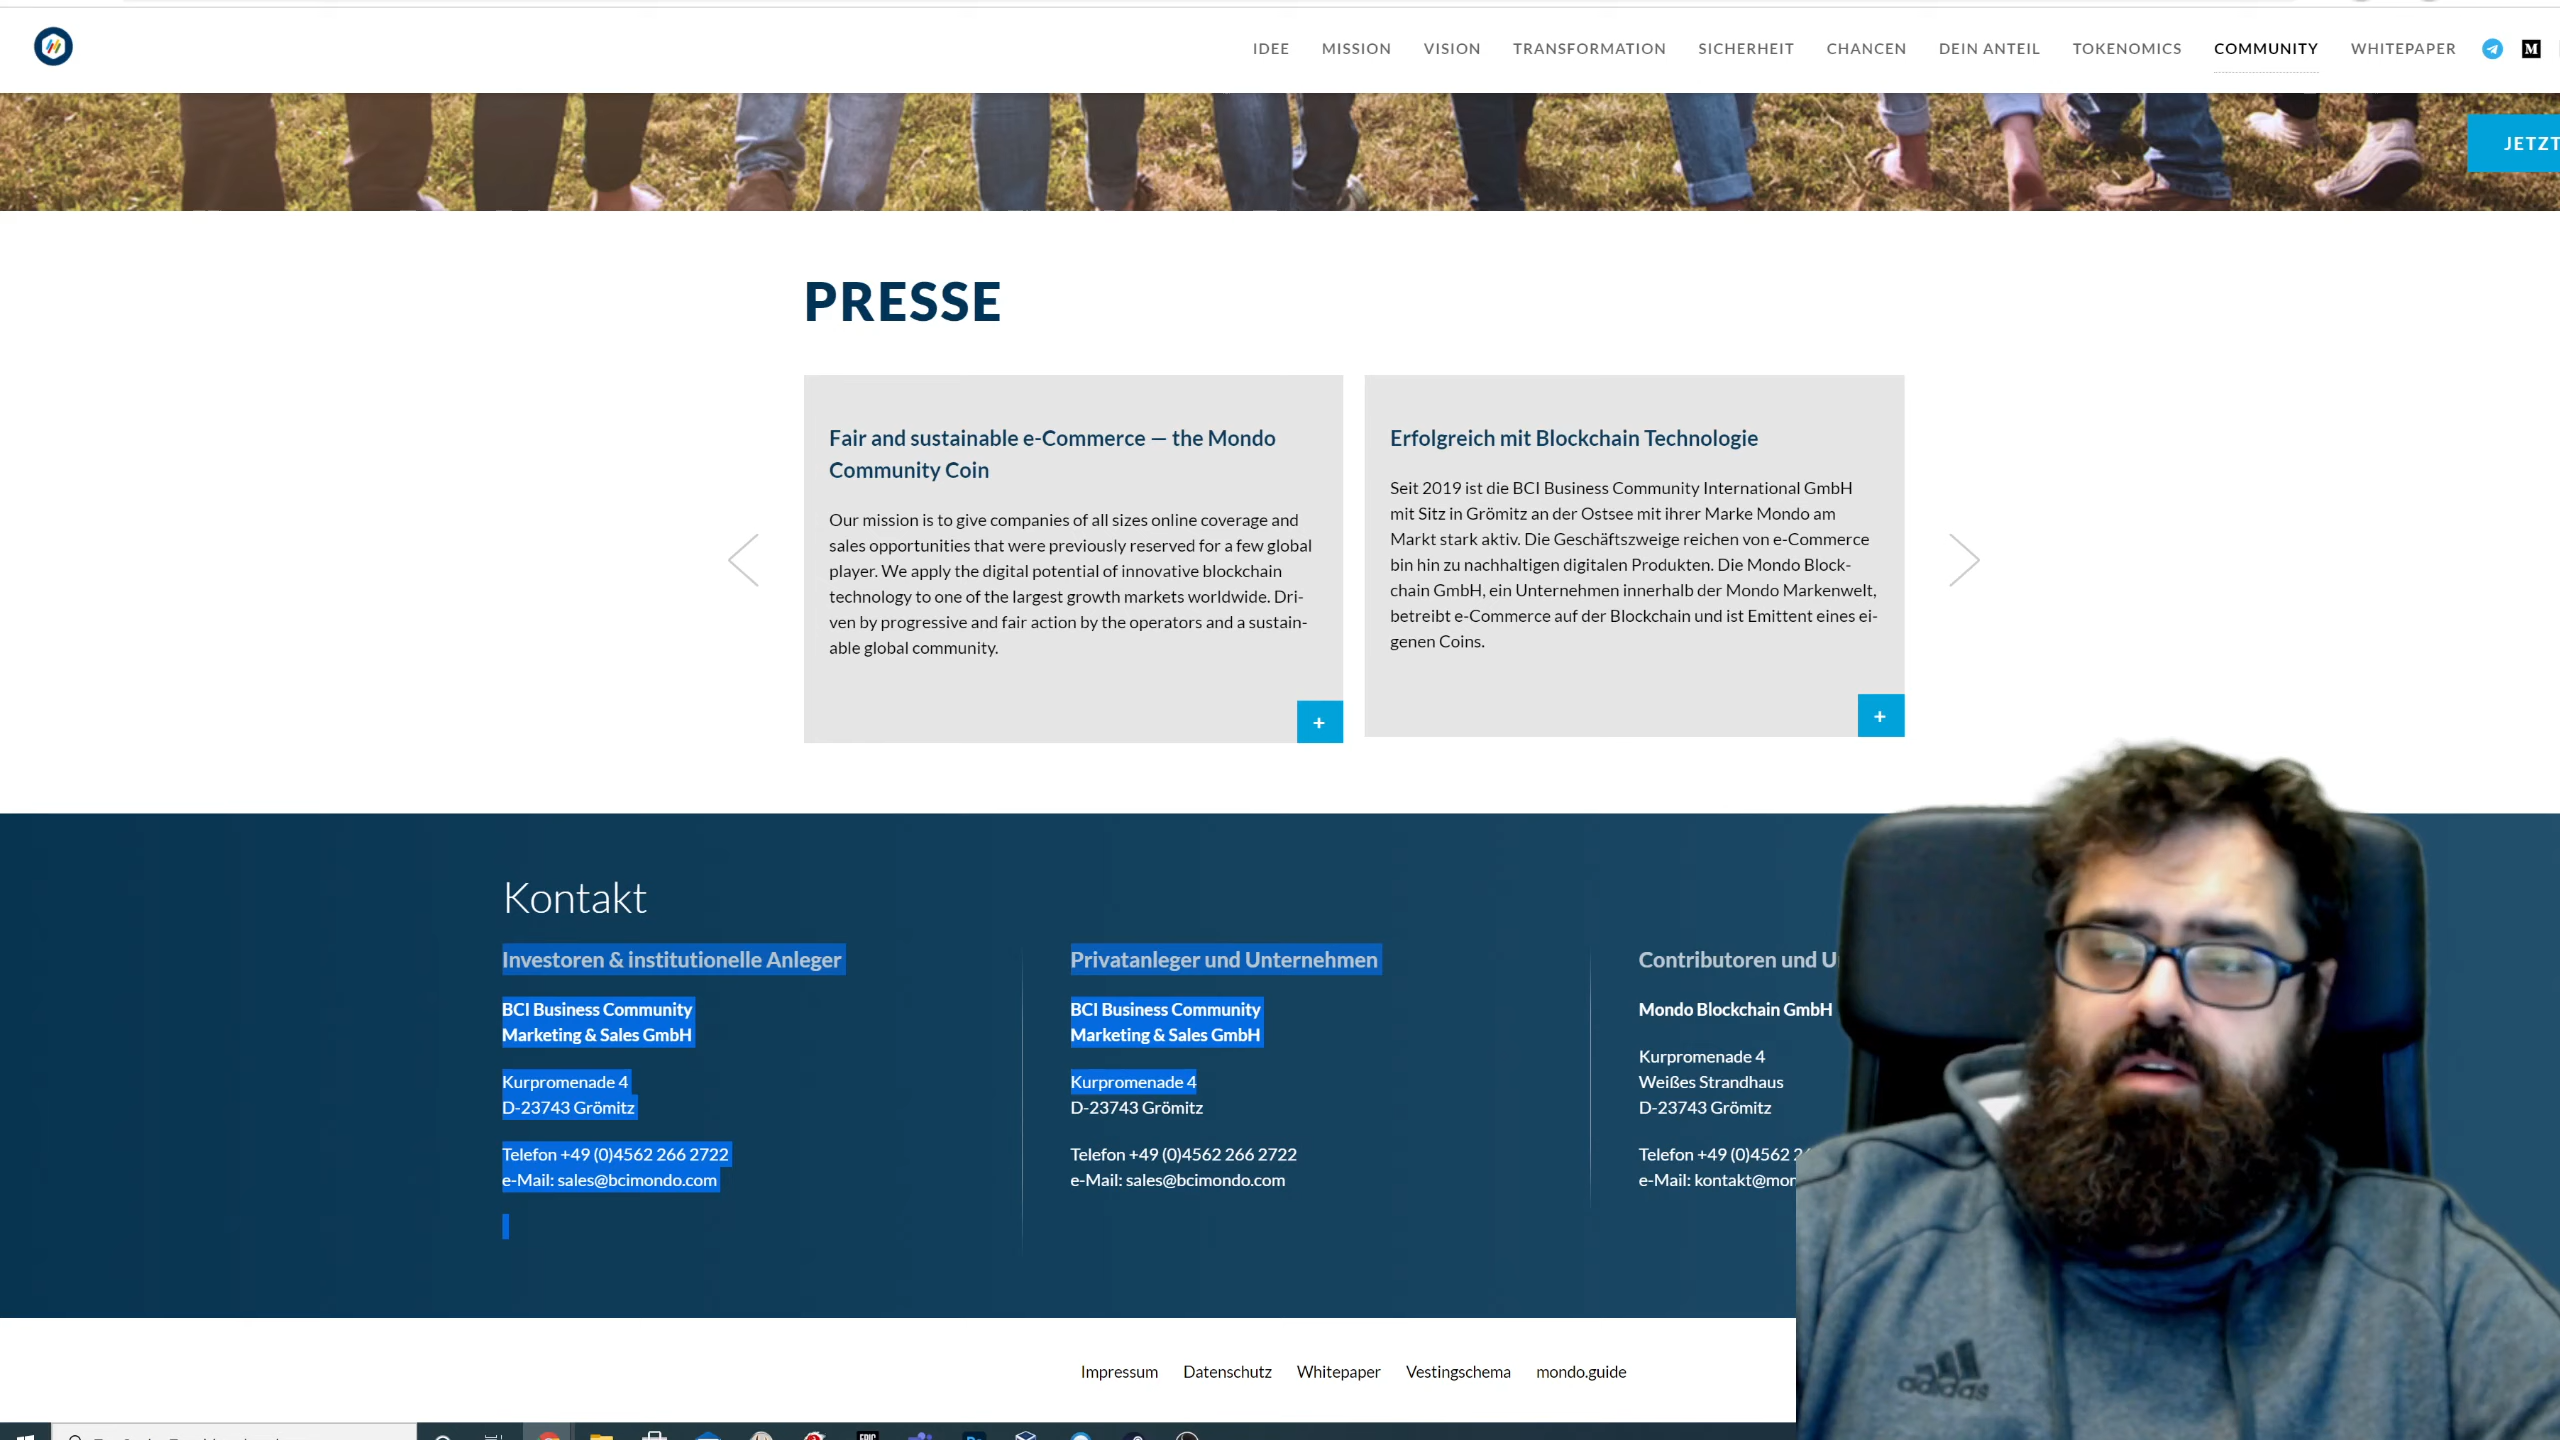 IDEE MISSION VISION TRANSFORMATION SICHERHEIT CHANCEN DEIN ANTEIL TOKENOMICS COMMUNITY WHITEPAPER
JETZT
PRESSE
Fair and sustainable e-Commerce — the Mondo
Community Coin
Our mission is to give companies of all sizes online coverage and
sales opportunities that were previously reserved for a few global
player. We apply the digital potential of innovative blockchain
technology to one of the largest growth markets worldwide. Dri-
ven by progressive and fair action by the operators and a sustain-
able global community.
+
Erfolgreich mit Blockchain Technologie
Seit 2019 ist die BCI Business Community International GmbH
mit Sitz in Grömitz an der Ostsee mit ihrer Marke Mondo am
Markt stark aktiv. Die Geschäftszweige reichen von e-Commerce
bin hin zu nachhaltigen digitalen Produkten. Die Mondo Block-
chain GmbH, ein Unternehmen innerhalb der Mondo Markenwelt,
betreibt e-Commerce auf der Blockchain und ist Emittent eines ei-
genen Coins.
+
Kontakt
Investoren & institutionelle Anleger
BCI Business Community
Marketing & Sales GmbH
Kurpromenade 4
D-23743 Grömitz
Telefon +49 (0)4562 266 2722
e-Mail: sales@bcimondo.com
Privatanleger und Unternehmen
BCI Business Community
Marketing & Sales GmbH
Kurpromenade 4
D-23743 Grömitz
Telefon +49 (0)4562 266 2722
e-Mail: sales@bcimondo.com
Contributoren und
Mondo Blockchain GmbH
Kurpromenade 4
Weißes Strandhaus
D-23743 Grömitz
Telefon +49 (0)4562
e-Mail: kontakt@mon
Impressum Datenschutz Whitepaper Vestingschema mondo.guide
adidas